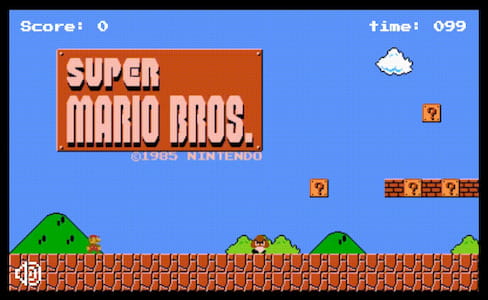 Score: 0
time: 099
SUPER
MARIO BROS.
©1985 NINTENDO
?
?
?
?